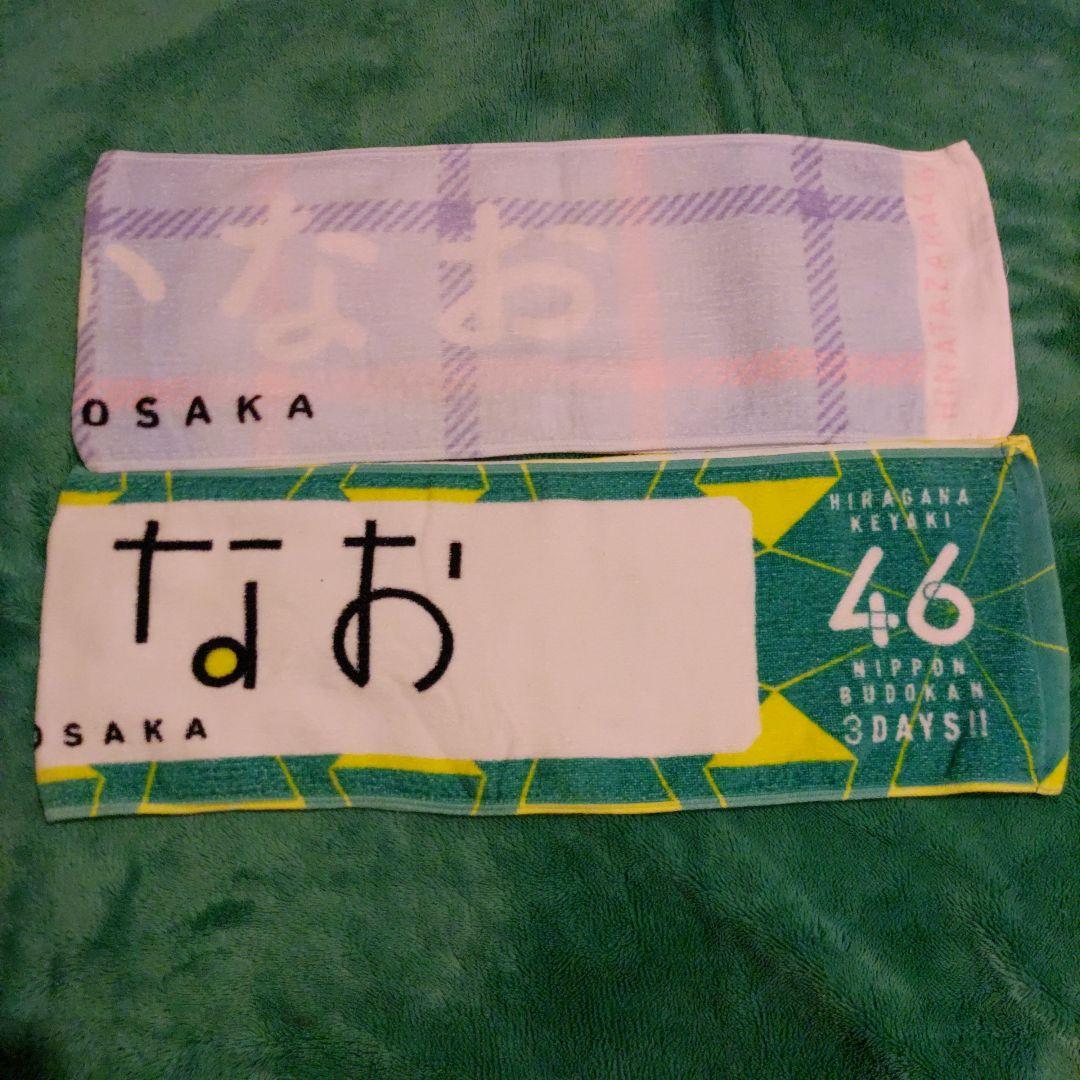 なお
OSAKA
HINATAZAKA46
なお
OSAKA
HIRAGANA
KEYAKI
46
NIPPON
BUDOKAN
3DAYS!!